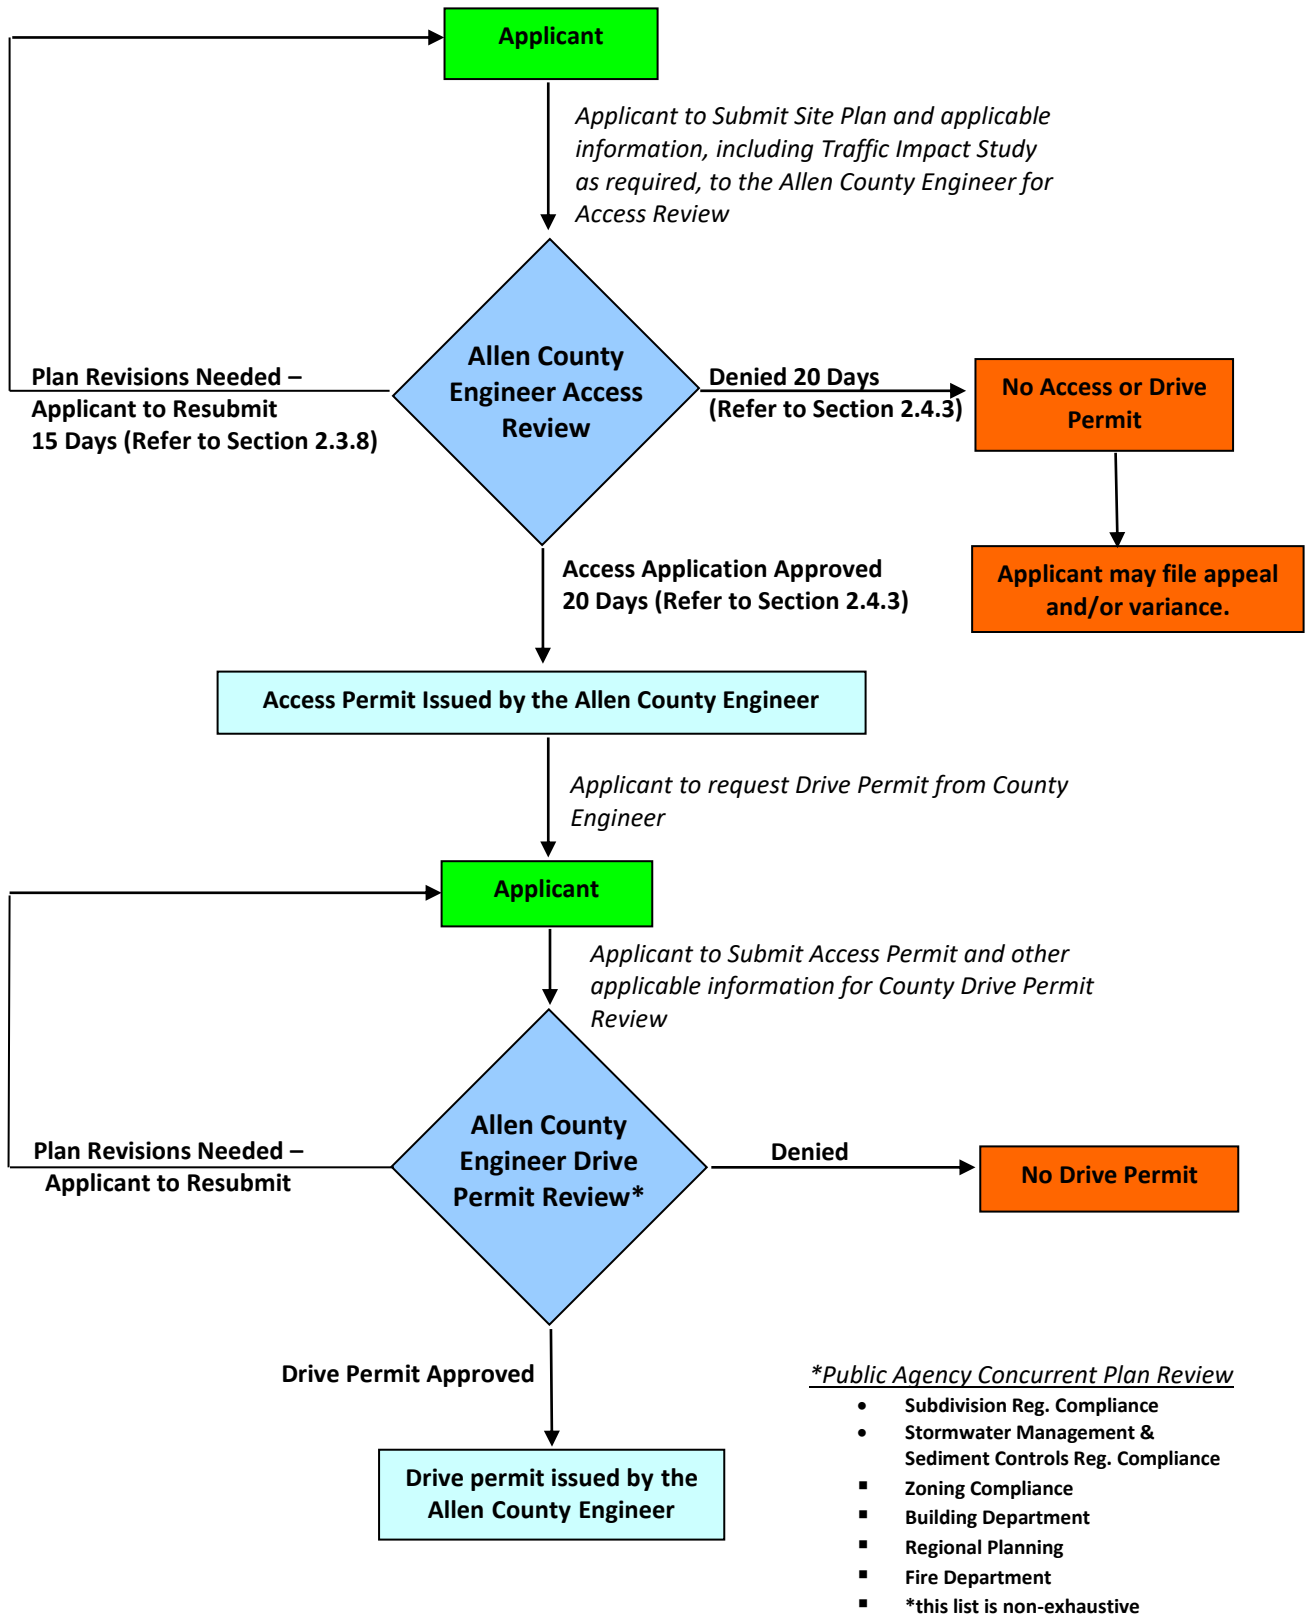 Applicant
Applicant to Submit Site Plan and applicable
information, including Traffic Impact Study
as required, to the Allen County Engineer for
Access Review
Allen County
Engineer Access
Review
Plan Revisions Needed –
Applicant to Resubmit
15 Days (Refer to Section 2.3.8)
Denied 20 Days
(Refer to Section 2.4.3)
No Access or Drive
Permit
Applicant may file appeal
and/or variance.
Access Application Approved
20 Days (Refer to Section 2.4.3)
Access Permit Issued by the Allen County Engineer
Applicant to request Drive Permit from County
Engineer
Applicant
Applicant to Submit Access Permit and other
applicable information for County Drive Permit
Review
Allen County
Engineer Drive
Permit Review*
Plan Revisions Needed –
Applicant to Resubmit
Denied
No Drive Permit
Drive Permit Approved
Drive permit issued by the
Allen County Engineer
*Public Agency Concurrent Plan Review
• Subdivision Reg. Compliance
• Stormwater Management &
Sediment Controls Reg. Compliance
▪ Zoning Compliance
▪ Building Department
▪ Regional Planning
▪ Fire Department
▪ *this list is non-exhaustive